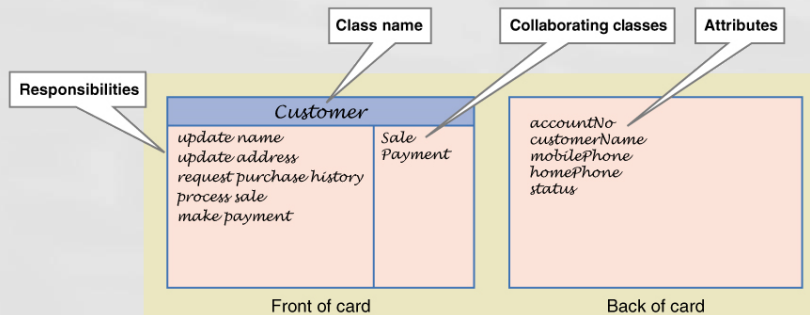 Class name
Collaborating classes
Attributes
Responsibilities
Customer
update name
update address
request purchase history
process sale
make payment
Sale
Payment
accountNo
customerName
mobilePhone
homePhone
status
Front of card
Back of card